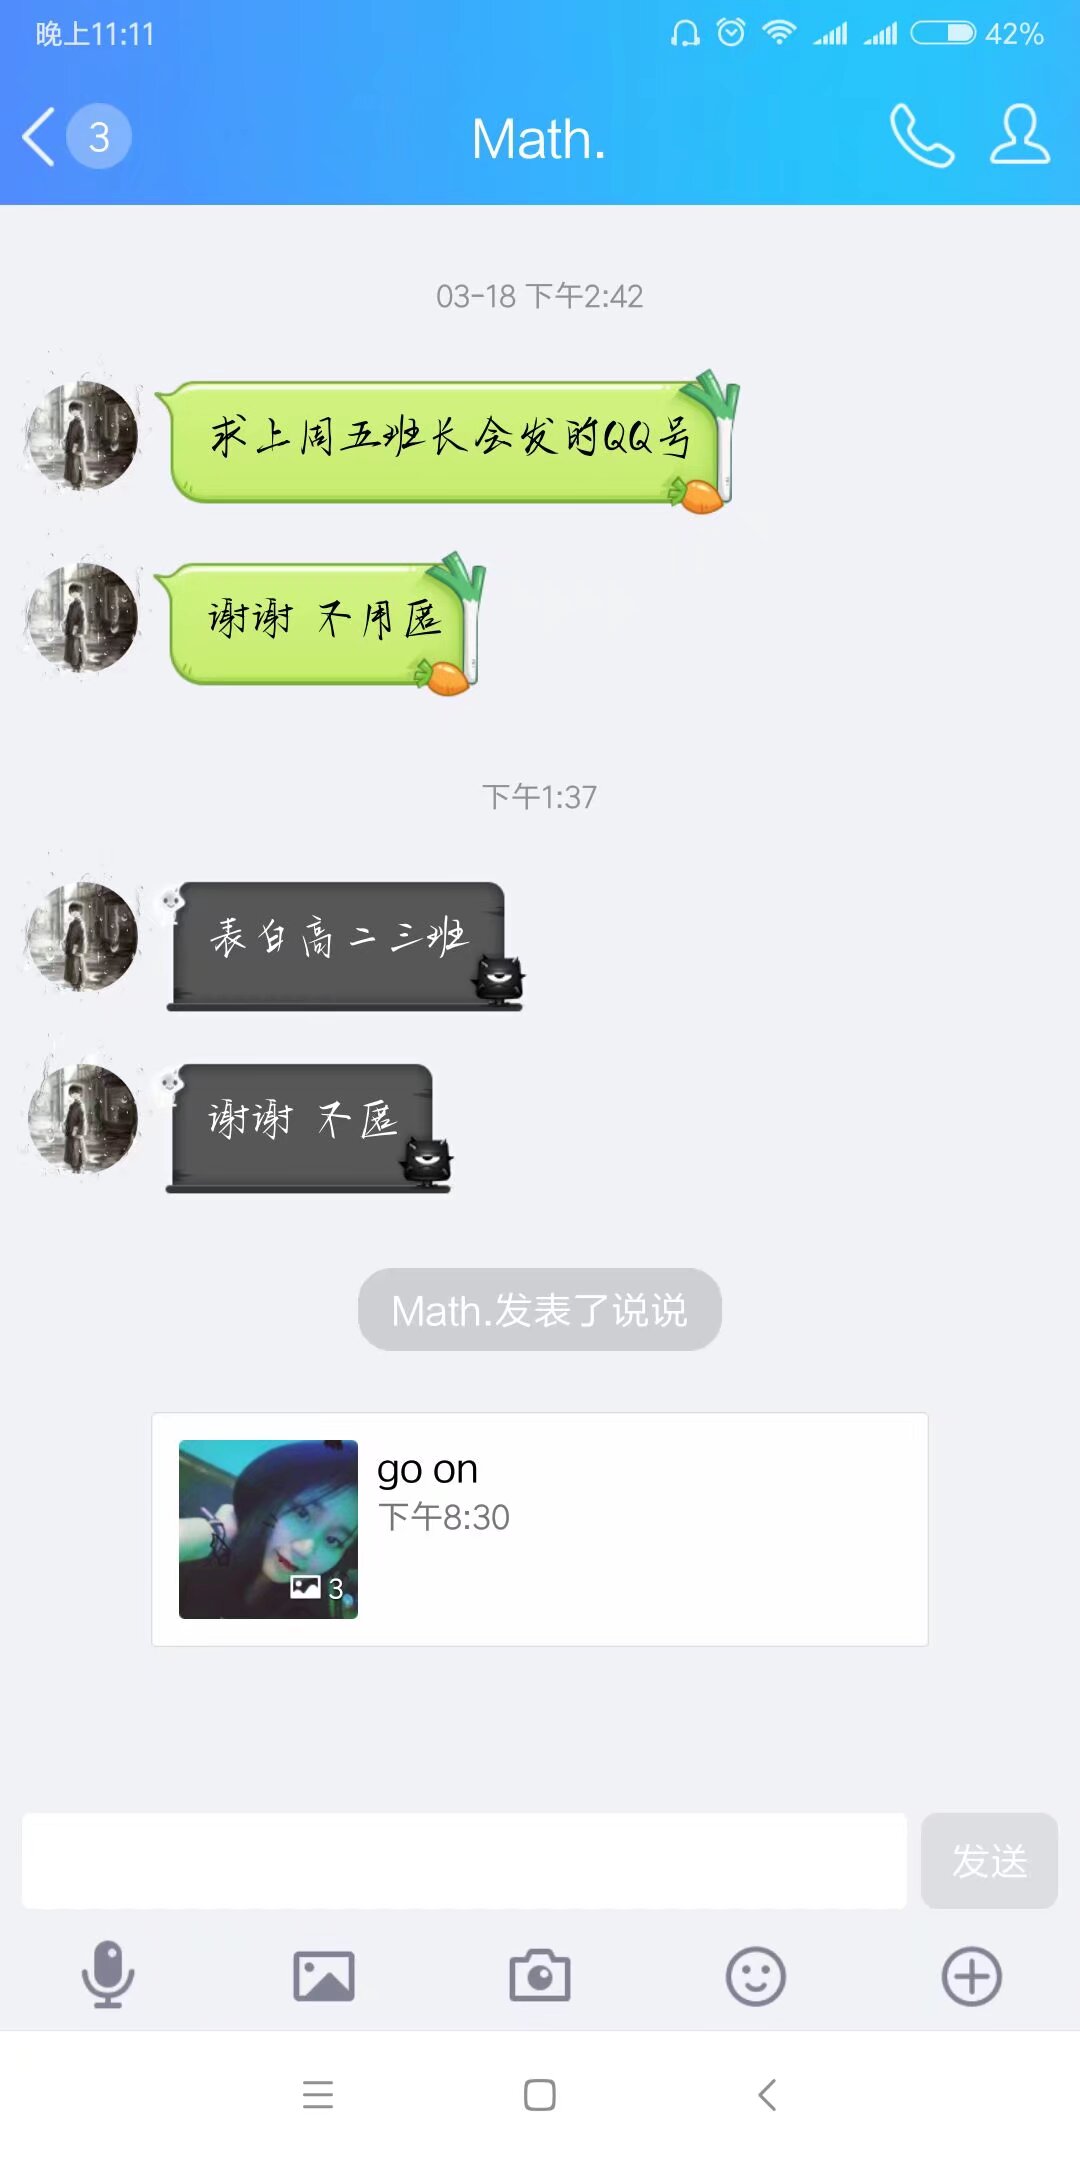 晚上11:11
42%
3
Math.
03-18 下午2:42
求上周五班长会发的QQ号
谢谢 不用匿
下午1:37
表白高二三班
谢谢 不匿
Math.发表了说说
go on
下午8:30
3
发送